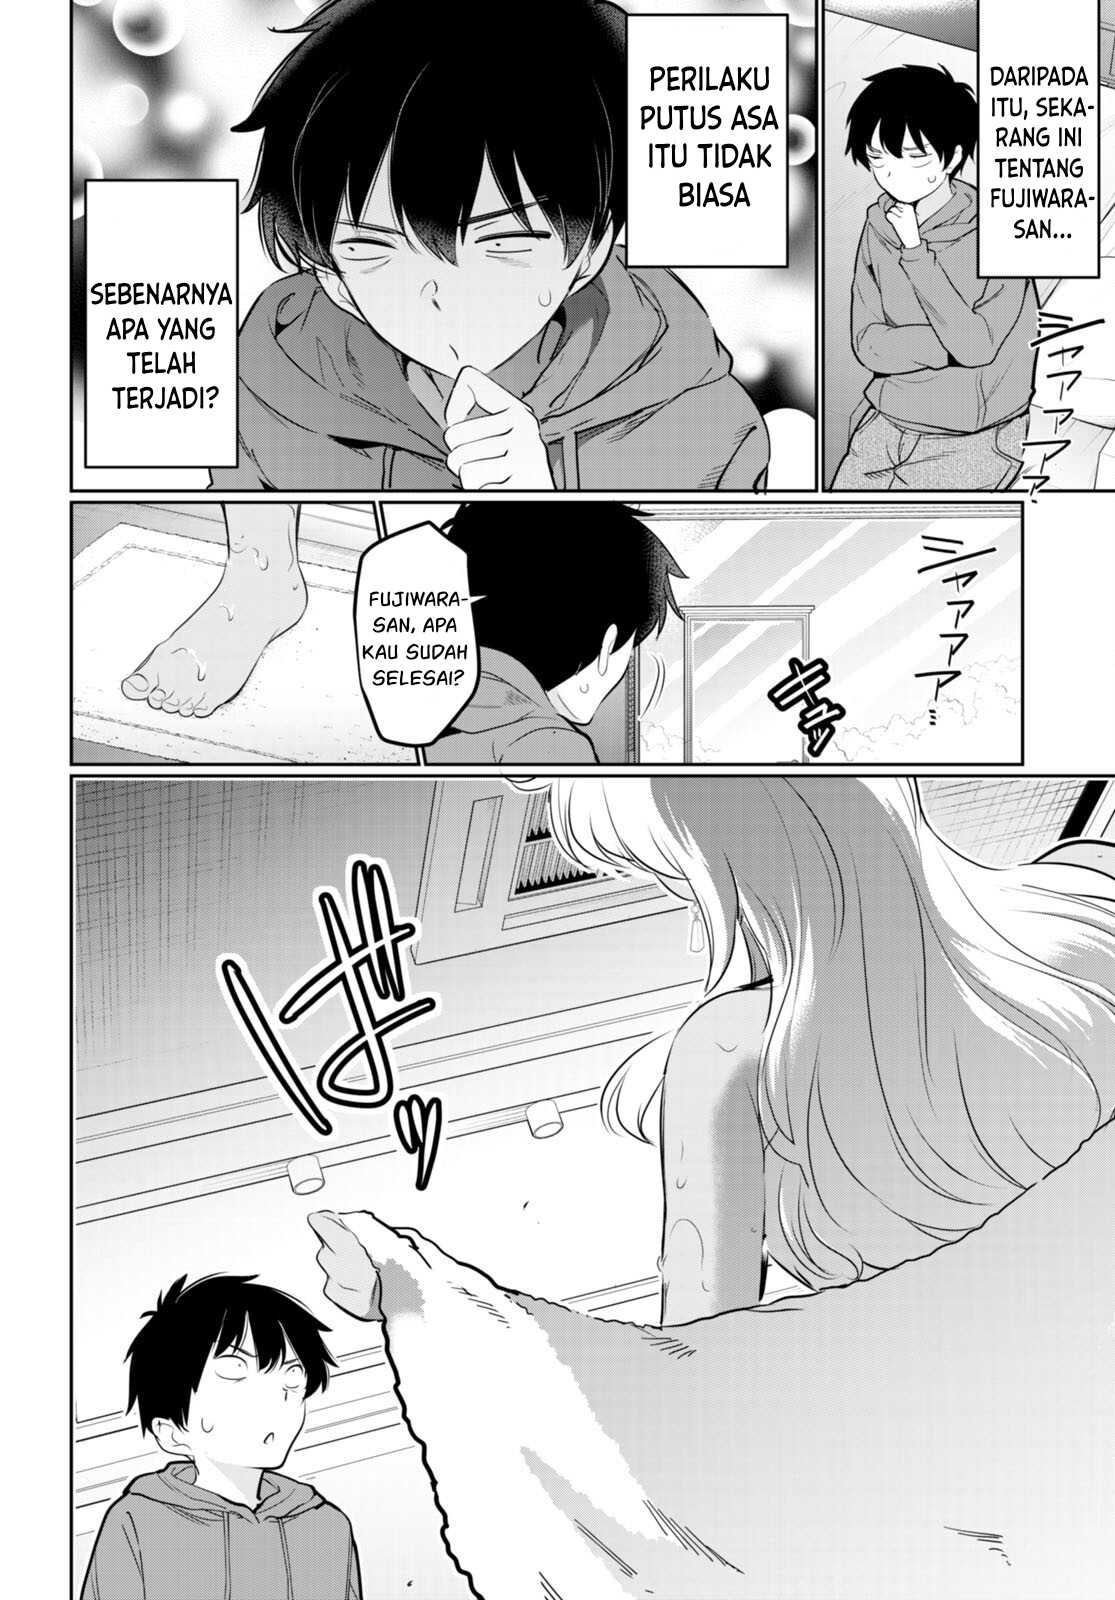 DARIPADA
ITU, SEKA-
RANG INI
TENTANG
FUJIWARA-
SAN...
シャアアアアア
PERILAKU
PUTUS ASA
ITU TIDAK
BIASA
SEBENARNYA
APA YANG
TELAH
TERJADI?
シャアアアア
キュッ
FUJIWARA-
SAN, APA
KAU SUDAH
SELESAI?
ばさッ